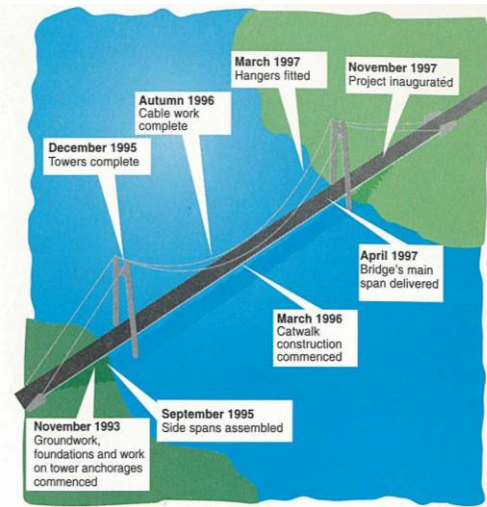 March 1997
Hangers fitted
November 1997
Project inaugurated
Autumn 1996
Cable work
complete
December 1995
Towers complete
April 1997
Bridge's main
span delivered
March 1996
Catwalk
construction
commenced
September 1995
Side spans assembled
November 1993
Groundwork,
foundations and work
on tower anchorages
commenced